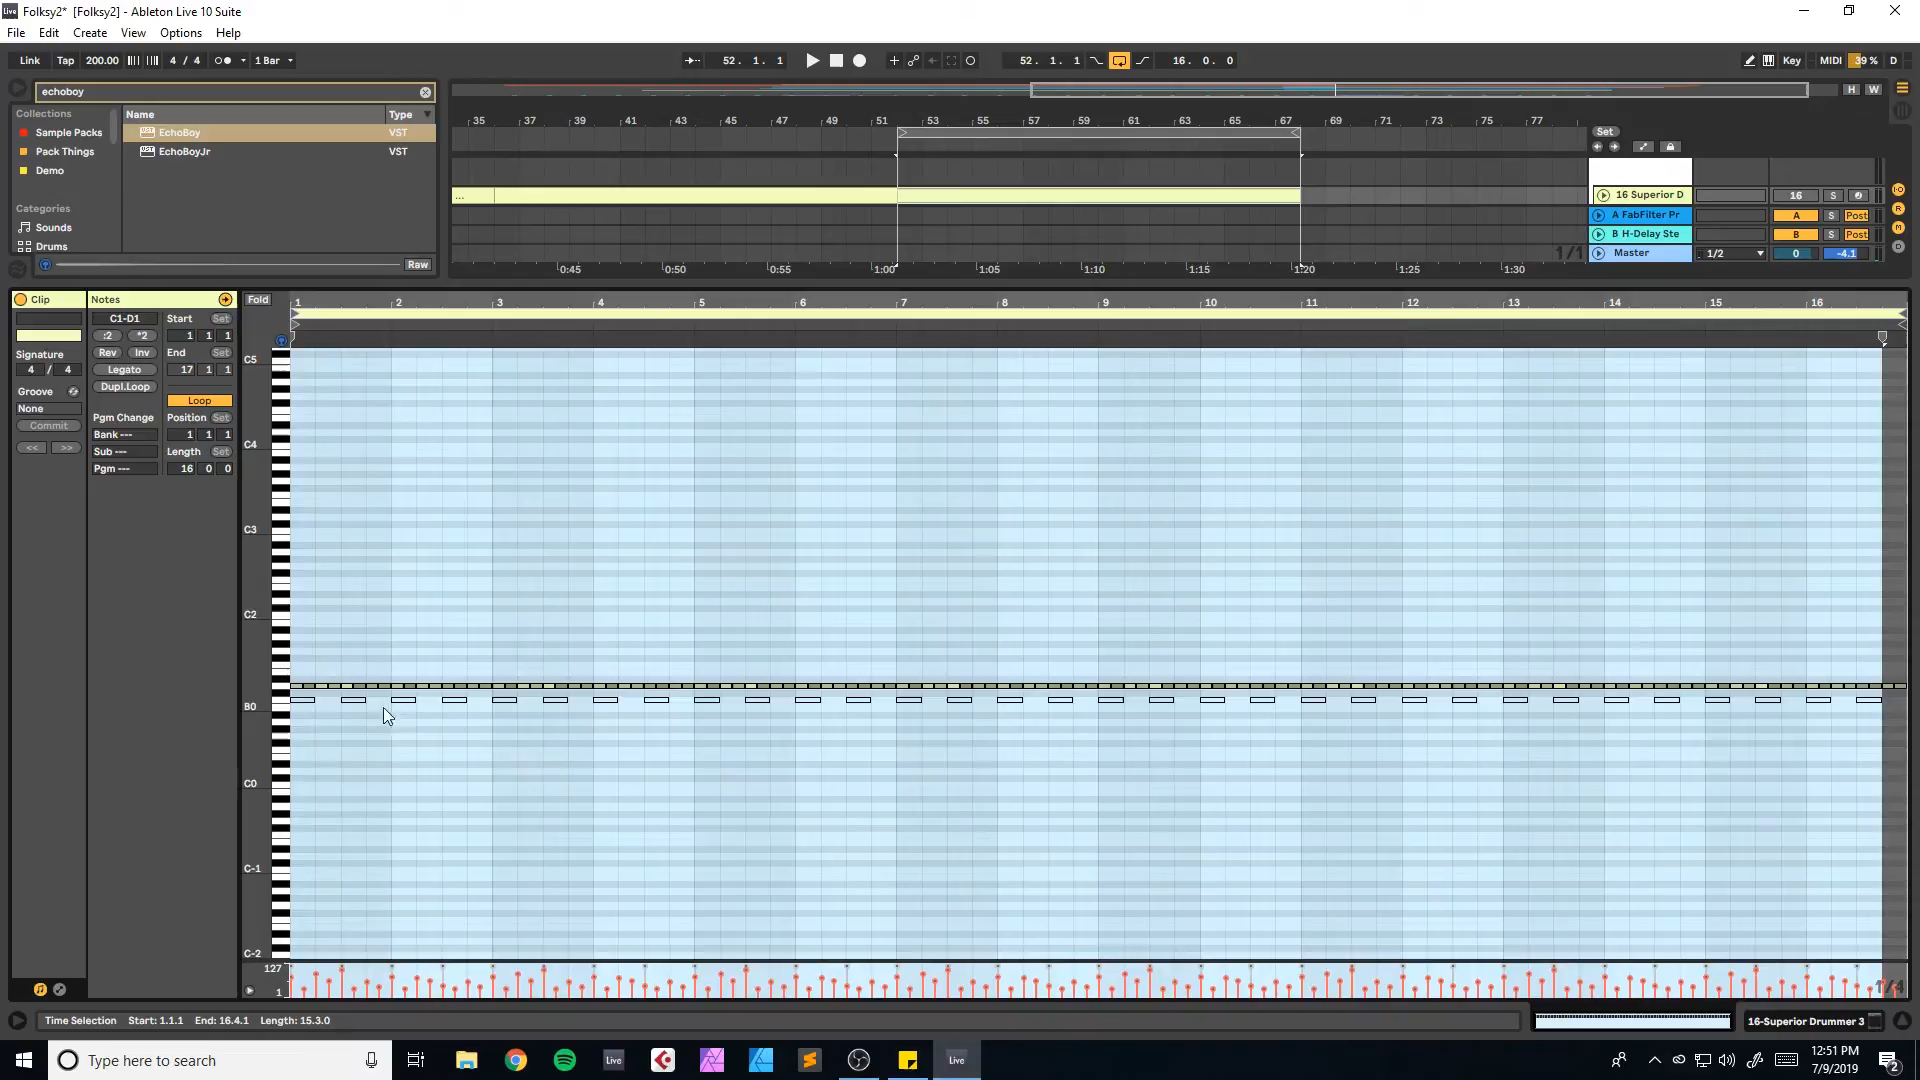 Live Folksy2* [Folksy2] - Ableton Live 10 Suite
File Edit Create View Options Help
Link Tap 200.00 4 / 4 1 Bar 52. 1. 1 52. 1. 1 16. 0. 0 Key MIDI 39 % D
echoboy
H W
Collections Name Type
Sample Packs EchoBoy VST
Pack Things EchoBoyJr VST
Demo
Categories
Sounds
Drums
Raw
35 37 39 41 43 45 47 49 51 53 55 57 59 61 63 65 67 69 71 73 75 77
Set
... 16 Superior D 16 S
A FabFilter Pr A S Post
B H-Delay Ste B S Post
1/1 Master 1/2 0 -4.1
0:45 0:50 0:55 1:00 1:05 1:10 1:15 1:20 1:25 1:30
Clip Notes Fold 1 2 3 4 5 6 7 8 9 10 11 12 13 14 15 16
C1-D1 Start Set
:2 *2 1 1 1
Signature Rev Inv End Set
4 / 4 Legato 17 1 1
Groove Dupl.Loop
None Loop
Commit Pgm Change Position Set
<< >> Bank --- 1 1 1
Sub --- Length Set
Pgm --- 16 0 0
C5
C4
C3
C2
B0
C0
C-1
C-2
127
1
1/4
Time Selection Start: 1.1.1 End: 16.4.1 Length: 15.3.0 16-Superior Drummer 3
Type here to search Live Live 12:51 PM
7/9/2019
2